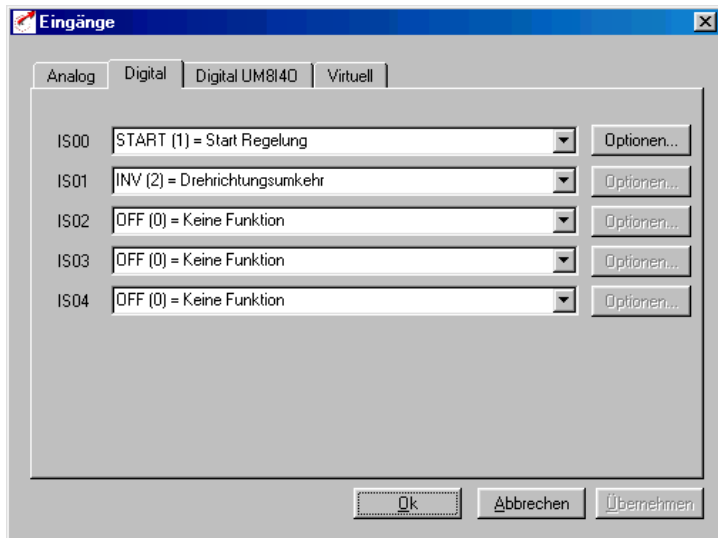 Eingänge
Analog Digital Digital UM8I40 Virtuell
IS00 START (1) = Start Regelung Optionen...
IS01 INV (2) = Drehrichtungsumkehr Optionen...
IS02 OFF (0) = Keine Funktion Optionen...
IS03 OFF (0) = Keine Funktion Optionen...
IS04 OFF (0) = Keine Funktion Optionen...
Ok Abbrechen Übernehmen